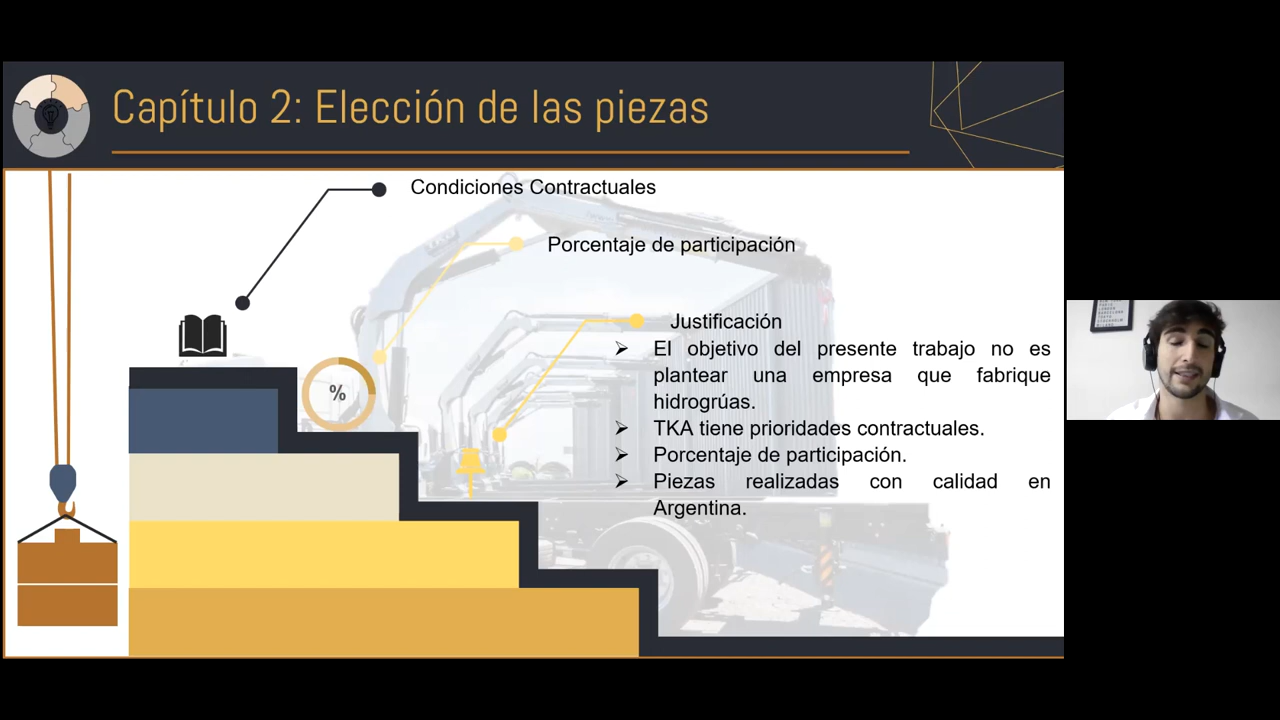 Capítulo 2: Elección de las piezas
Condiciones Contractuales
Porcentaje de participación
%
Justificación
➢ El objetivo del presente trabajo no es
plantear una empresa que fabrique
hidrogrúas.
➢ TKA tiene prioridades contractuales.
➢ Porcentaje de participación.
➢ Piezas realizadas con calidad en
Argentina.